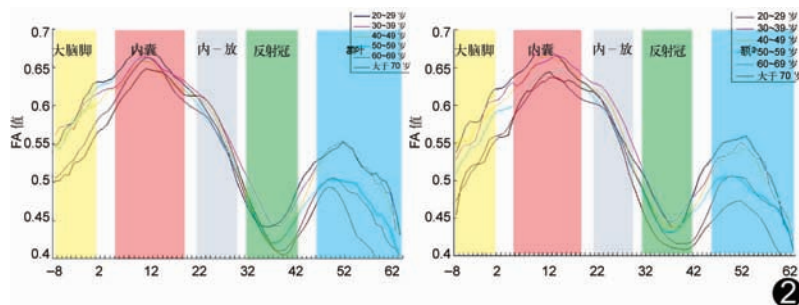 0.7
0.65
0.6
0.55
0.5
0.45
0.4
FA 值
大脑脚
内囊
内－放
反射冠
20~29 岁
30~39 岁
40~49 岁
50~59 岁
60~69 岁
大于 70 岁
-8
2
12
22
32
42
52
62
0.7
0.65
0.6
0.55
0.5
0.45
0.4
FA 值
大脑脚
内囊
内－放
反射冠
20~29 岁
30~39 岁
40~49 岁
50~59 岁
60~69 岁
大于 70 岁
-8
2
12
22
32
42
52
62
2